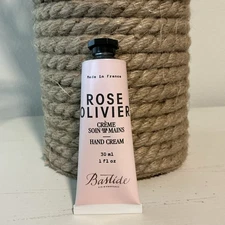 Made in France
ROSE
OLIVIER
CRÈME
SOIN DES MAINS
HAND CREAM
30 ml
1 fl oz
Bastide